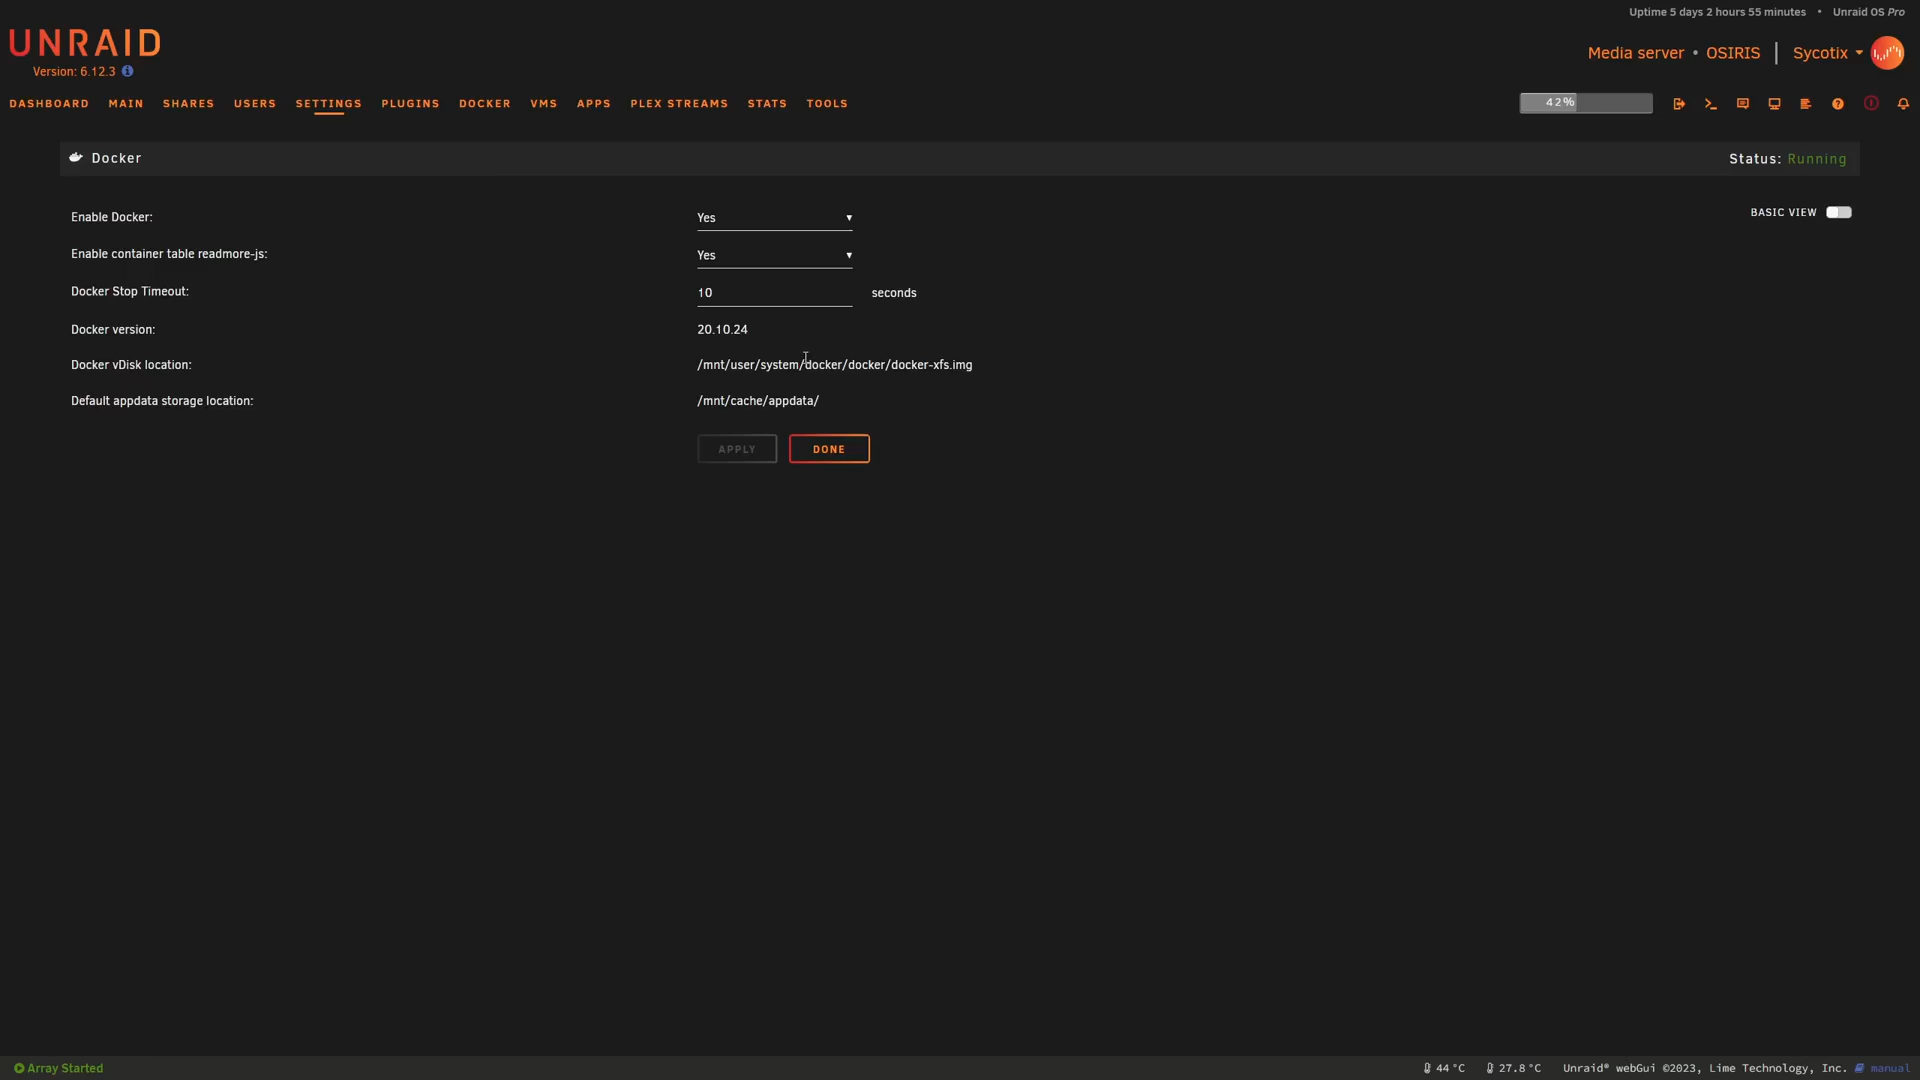 Uptime 5 days 2 hours 55 minutes • Unraid OS Pro
UNRAID
Version: 6.12.3
Media server • OSIRIS | Sycotix
DASHBOARD MAIN SHARES USERS SETTINGS PLUGINS DOCKER VMS APPS PLEX STREAMS STATS TOOLS 42%
Docker Status: Running
BASIC VIEW
Enable Docker: Yes
Enable container table readmore-js: Yes
Docker Stop Timeout: 10 seconds
Docker version: 20.10.24
Docker vDisk location: /mnt/user/system/docker/docker/docker-xfs.img
Default appdata storage location: /mnt/cache/appdata/
APPLY DONE
Array Started 44 °C 27.8 °C Unraid® webGui ©2023, Lime Technology, Inc. manual